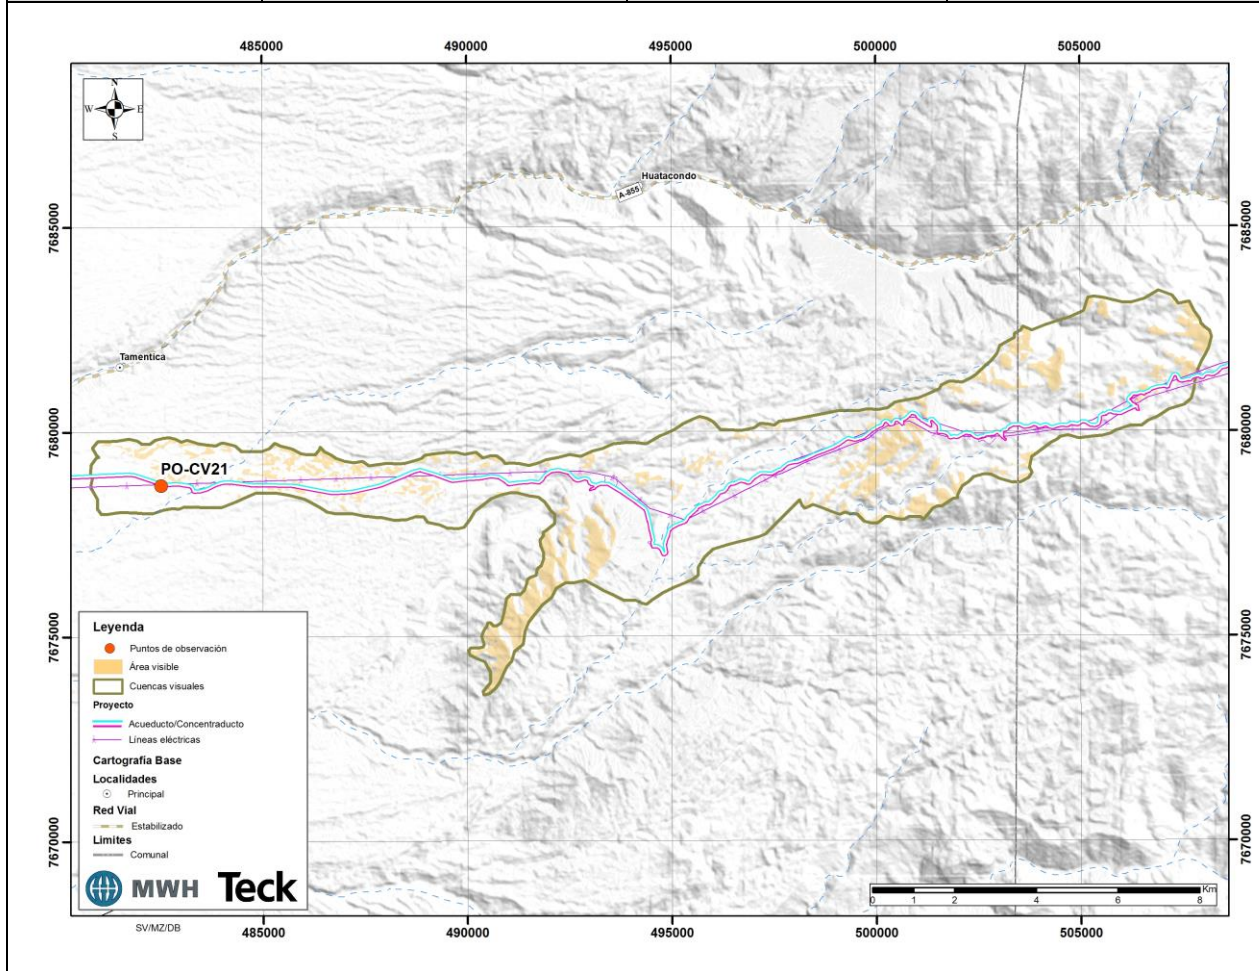 485000 490000 495000 500000 505000
N
W E
S
Huatacondo
A-855
7685000 7685000
Tamentica
PO-CV21
7680000 7680000
7675000 7675000
Leyenda
Puntos de observación
Área visible
Cuencas visuales
Proyecto
Acueducto/Concentraducto
Líneas eléctricas
Cartografía Base
Localidades
Principal
Red Vial
Estabilizado
Limites
Comunal
MWH Teck
7670000 7670000
Km
0 1 2 4 6 8
SV/MZ/DB
485000 490000 495000 500000 505000